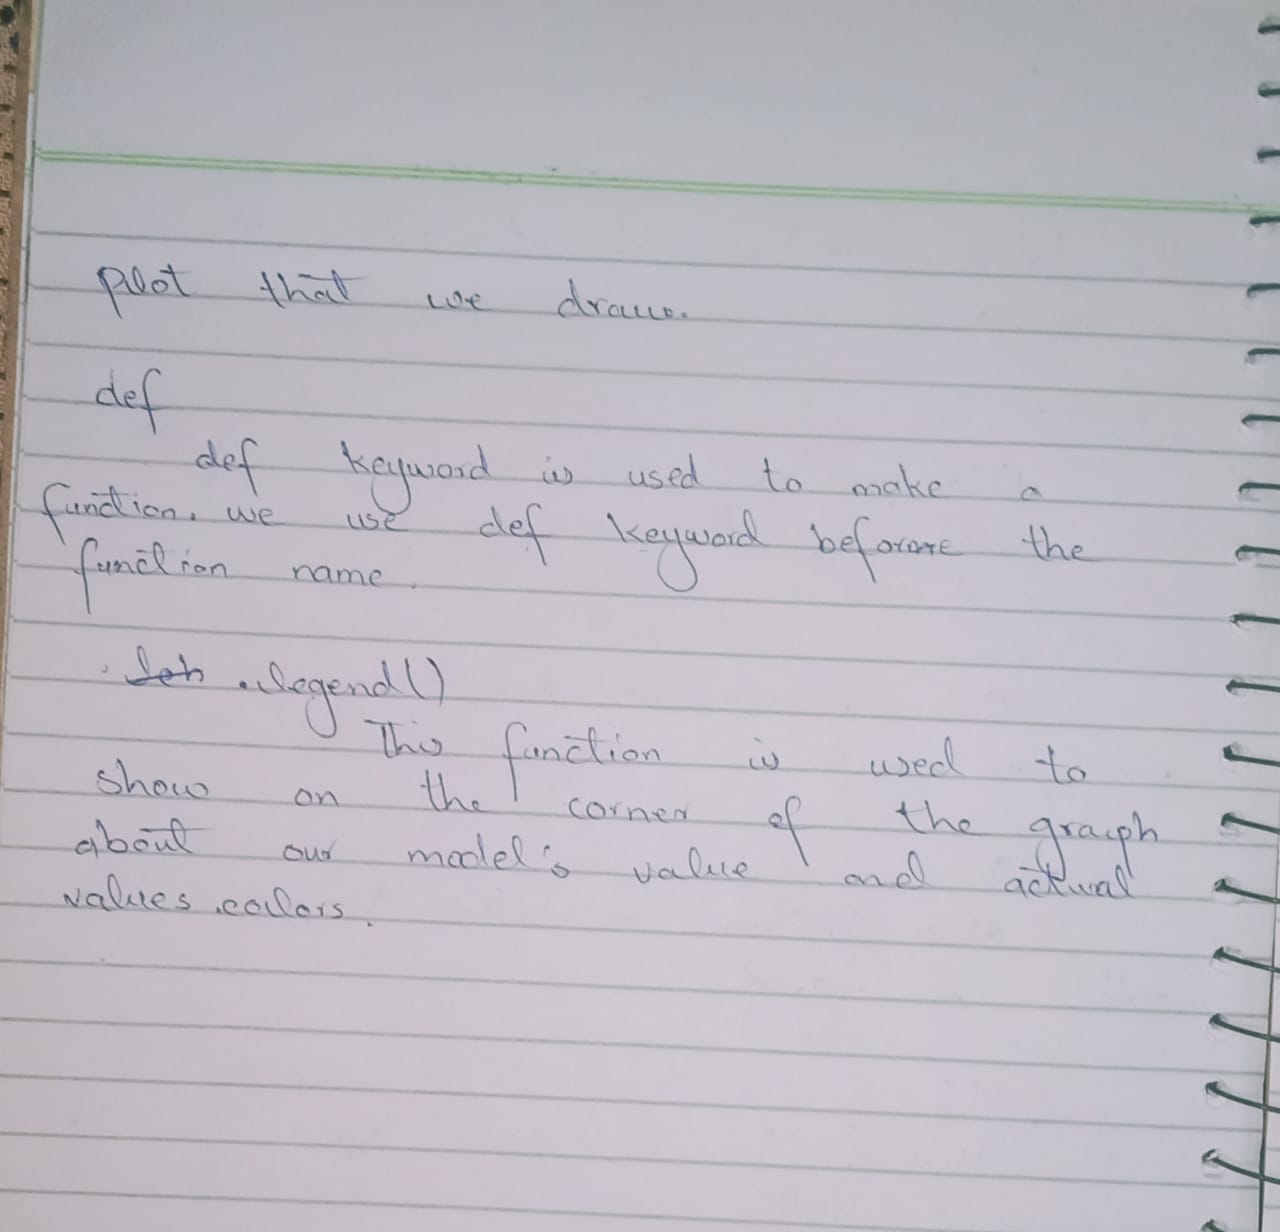 plot that we draw.
def
def keyword is used to make a
function. we use def keyword before the
function name.
.legend()
This function is used to
show on the corner of the graph
about our model's value and actual
values colors.